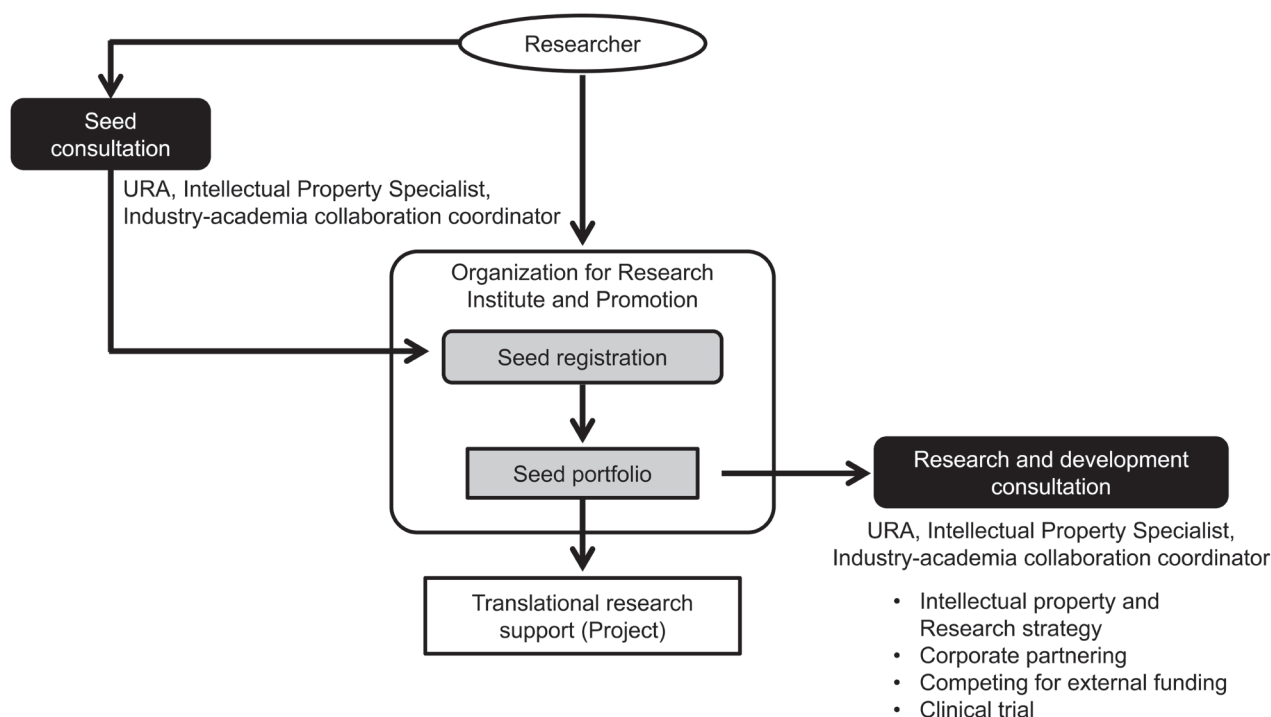 Researcher
Seed
consultation
URA, Intellectual Property Specialist,
Industry-academia collaboration coordinator
Organization for Research
Institute and Promotion
Seed registration
Seed portfolio
Research and development
consultation
URA, Intellectual Property Specialist,
Industry-academia collaboration coordinator
• Intellectual property and
Research strategy
• Corporate partnering
• Competing for external funding
• Clinical trial
Translational research
support (Project)